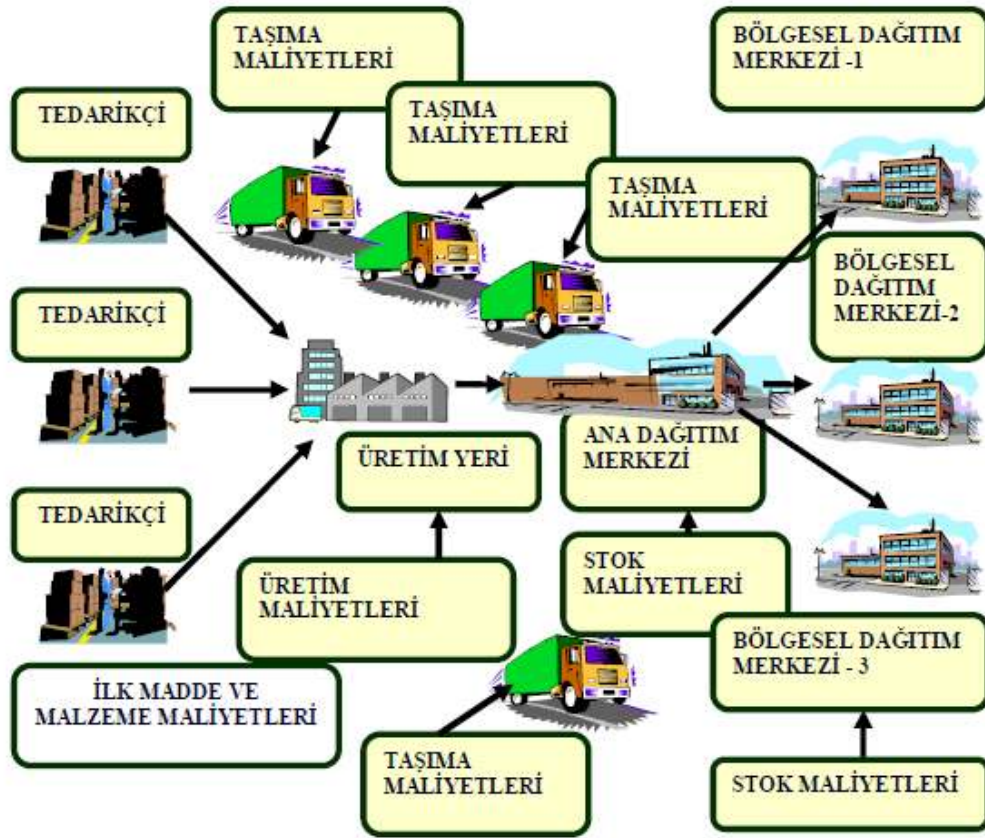 TAŞIMA
MALİYETLERİ
BÖLGESEL DAĞITIM
MERKEZİ -1
TEDARİKÇİ
TAŞIMA
MALİYETLERİ
TAŞIMA
MALİYETLERİ
BÖLGESEL
DAĞITIM
MERKEZİ-2
TEDARİKÇİ
ÜRETİM YERİ
ANA DAĞITIM
MERKEZİ
TEDARİKÇİ
ÜRETİM
MALİYETLERİ
STOK
MALİYETLERİ
BÖLGESEL DAĞITIM
MERKEZİ - 3
İLK MADDE VE
MALZEME MALİYETLERİ
TAŞIMA
MALİYETLERİ
STOK MALİYETLERİ